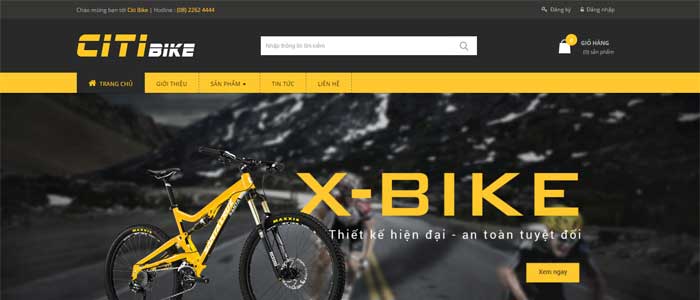 Chào mừng bạn tới Citi Bike | Hotline : (08) 2262 4444
Đăng ký
Đăng nhập
CITI BIKE
Nhập thông tin tìm kiếm
0
GIỎ HÀNG
(0) sản phẩm
TRANG CHỦ
GIỚI THIỆU
SẢN PHẨM
TIN TỨC
LIÊN HỆ
X-BIKE
Thiết kế hiện đại - an toàn tuyệt đối
Xem ngay
MAXXIS